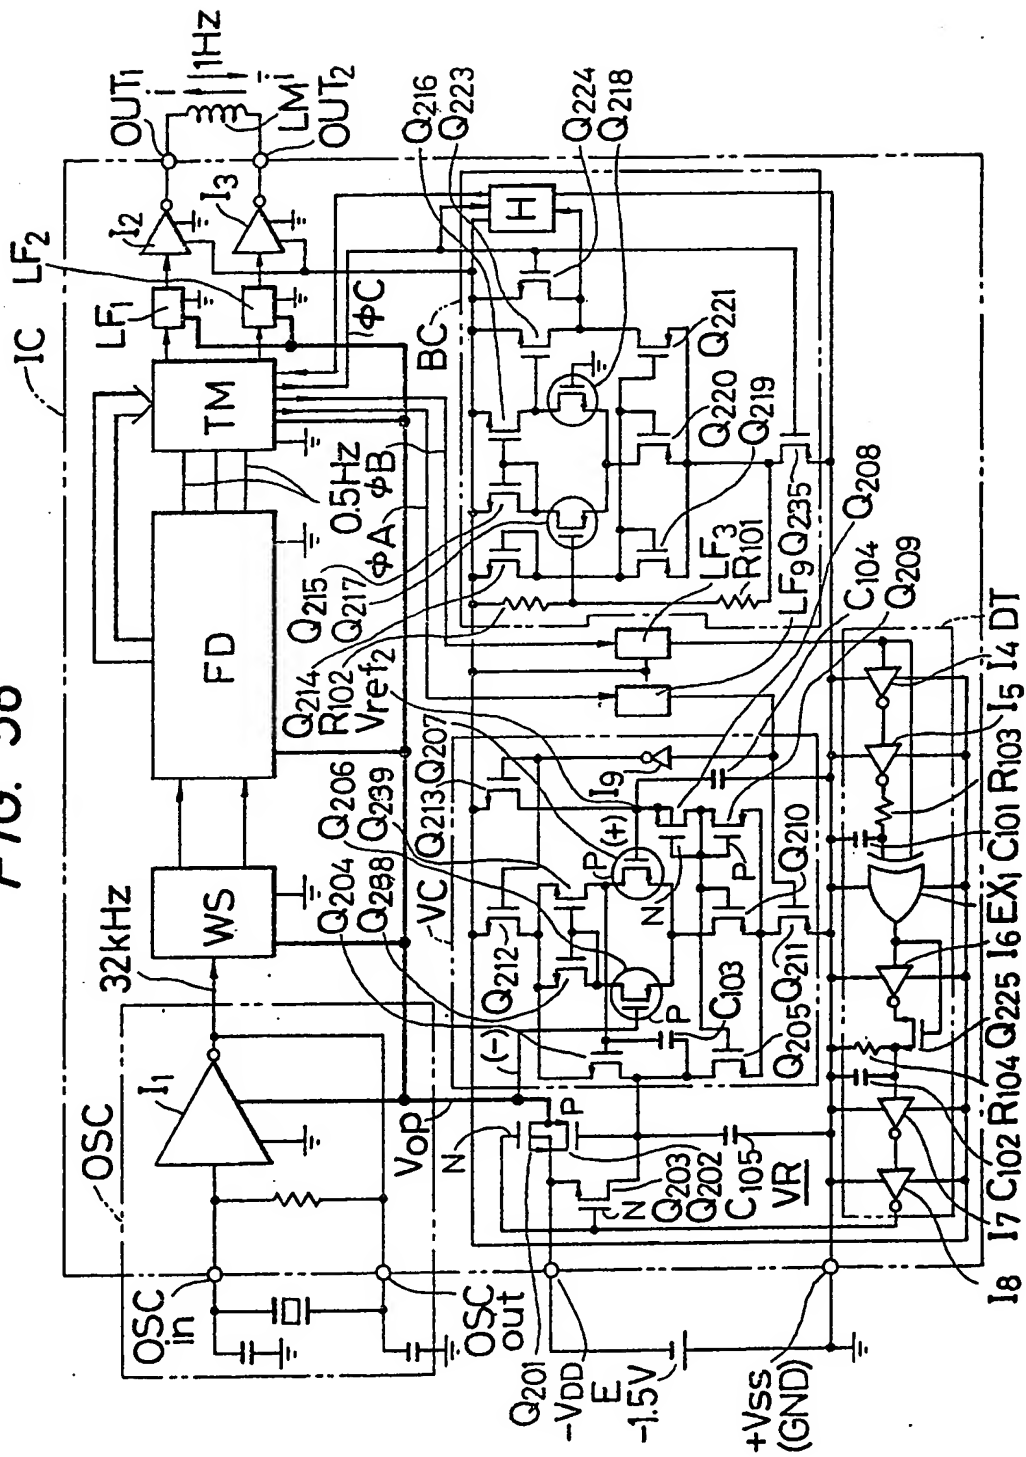 FIG. 58
IC
OSC
32kHz
I1
OSC
in
OSC
out
WS
FD
TM
LF1
LF2
I2
I3
OUT1
OUT2
i
1Hz
LM
i
0.5Hz
φA
φB
φC
Vop
Q201
-VDD
E
-1.5V
+VSS
(GND)
VC
Q204
Q288
Q206
Q239
Q213
Q207
Q214
R102
Vref2
Q215
Q217
BC
Q216
Q223
Q224
Q218
H
Q221
Q220
Q219
LF3
R101
LF9
Q235
Q208
C104
Q209
Q212
(-)
(+)
P
N
P
N
P
I9
C103
Q205
Q211
Q210
N
P
N
Q203
Q202
C105
VR
DT
I4
I5
R103
C101
EX1
I6
Q225
R104
C102
I7
I8